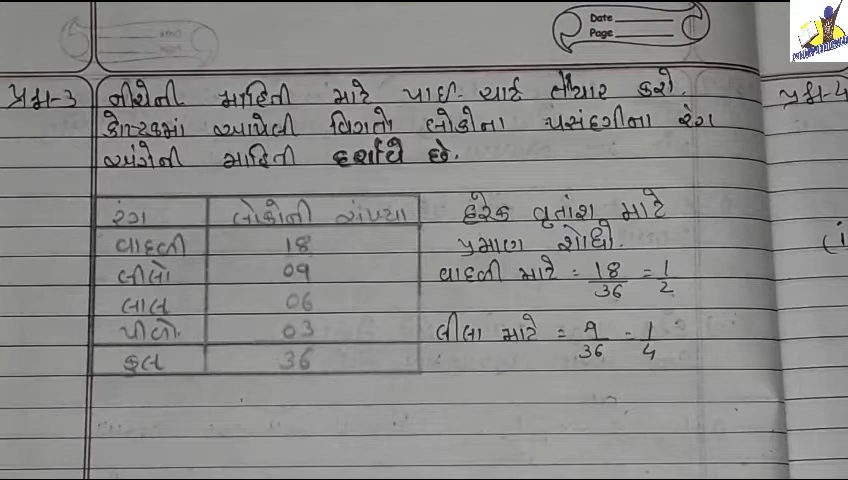 Date
Page
પ્રશ્ન-3 નીચેની માહિતી માટે પાઈ-ચાર્ટ તૈયાર કરો.
કોષ્ટકમાં આપેલી વિગતો લોકોના પસંદગીના રંગ
અંગેની માહિતી દર્શાવે છે.
રંગ લોકોની સંખ્યા
વાદળી 18
લીલો 09
લાલ 06
પીળો 03
કુલ 36
દરેક વૃતાંશ માટે
પ્રમાણ શોધી.
વાદળી માટે = 18/36 = 1/2
લીલા માટે = 9/36 = 1/4
પ્રશ્ન-4
(i